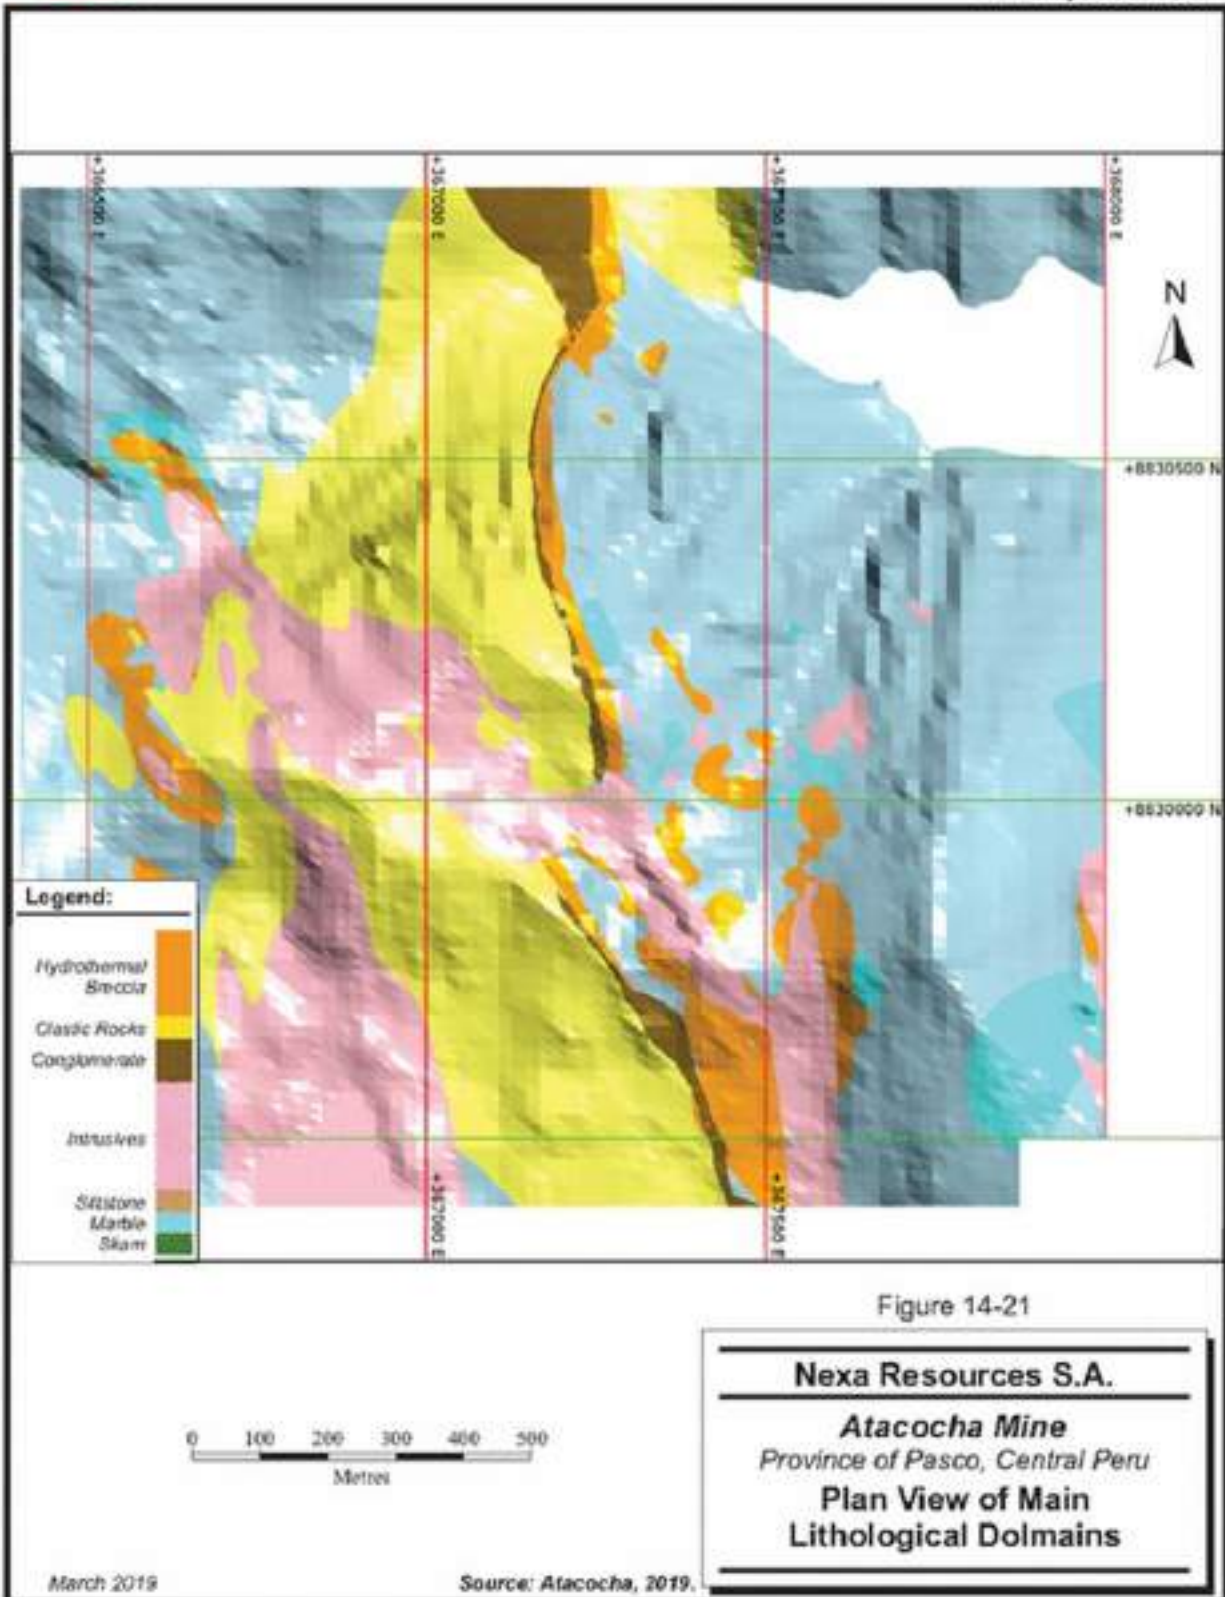 +366500 E
+367000 E
+367500 E
+368000 E
N
+8830500 N
+8830000 N
Legend:
Hydrothermal
Breccia
Clastic Rocks
Conglomerate
Intrusives
Siltstone
Marble
Skarn
+367000 E
+367500 E
Figure 14-21
Nexa Resources S.A.
Atacocha Mine
Province of Pasco, Central Peru
Plan View of Main
Lithological Dolmains
0 100 200 300 400 500
Metres
March 2019
Source: Atacocha, 2019.